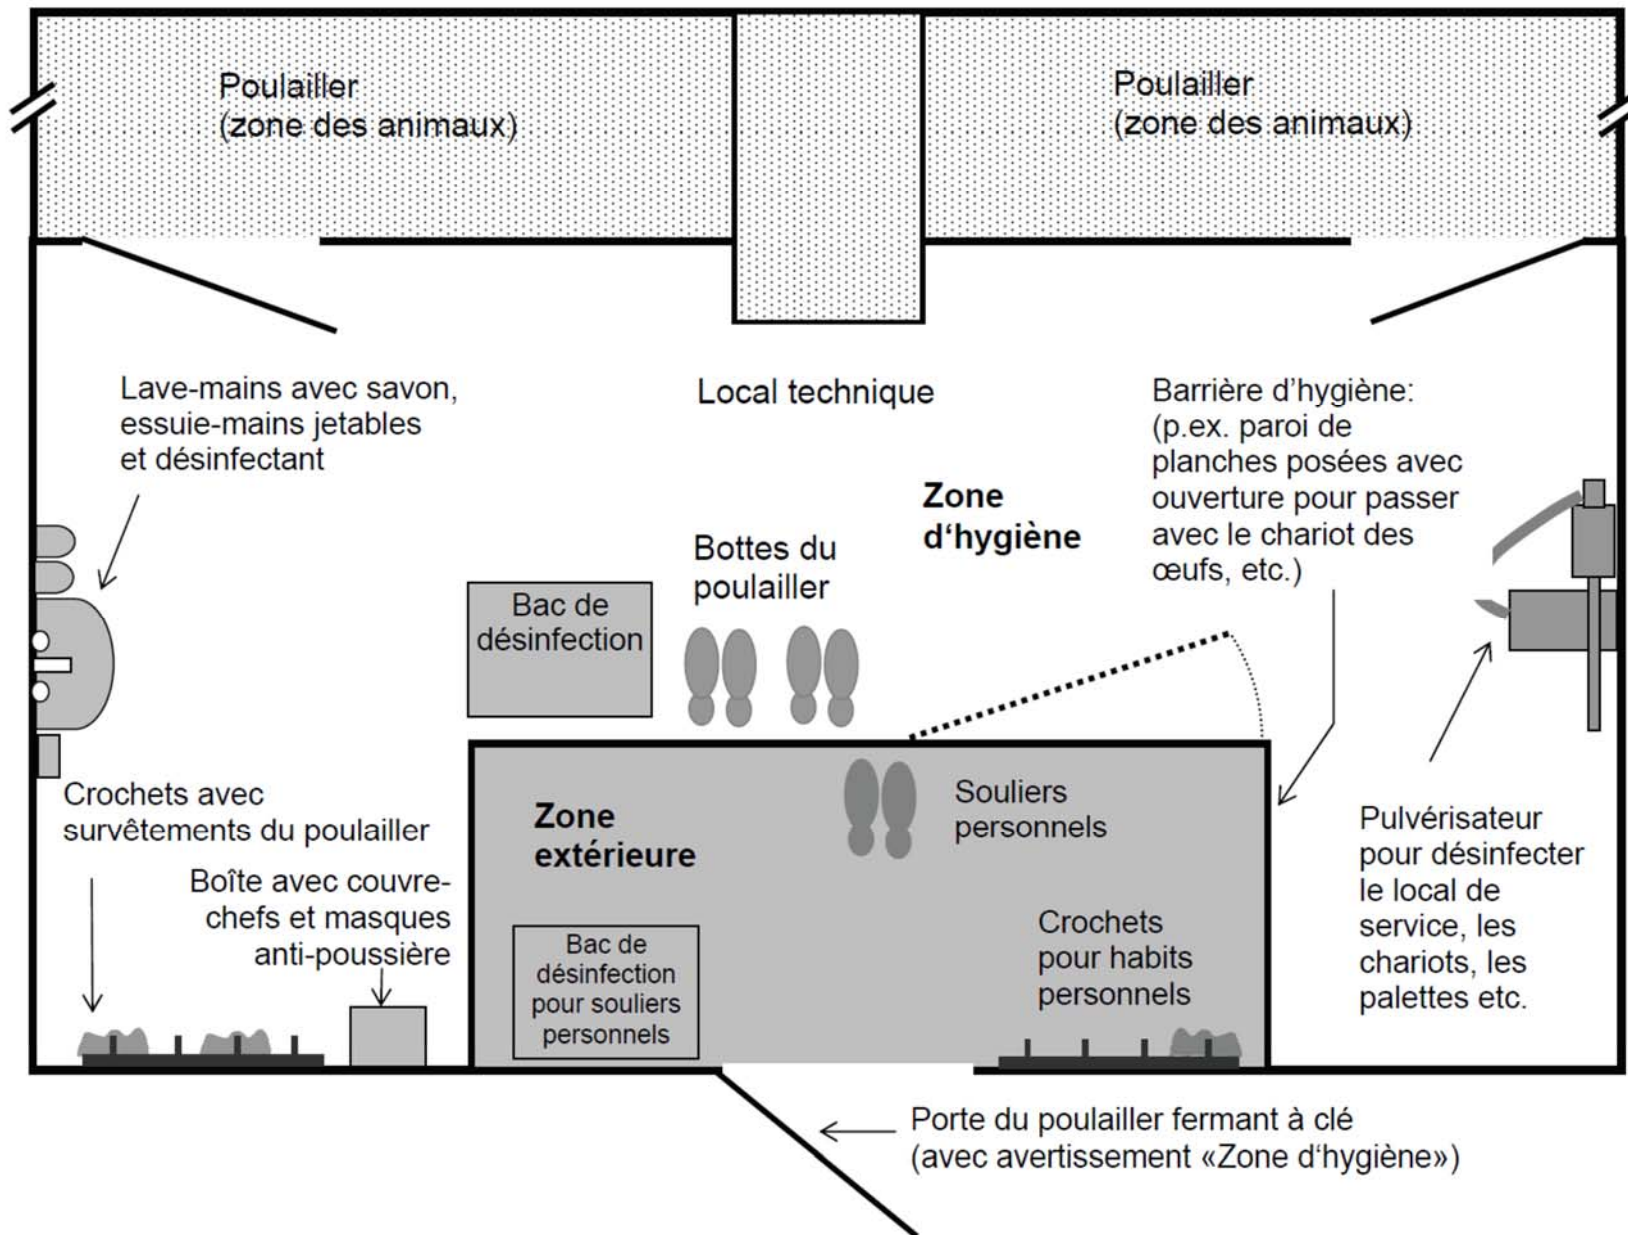 Poulailler
(zone des animaux)
Poulailler
(zone des animaux)
Lave-mains avec savon,
essuie-mains jetables
et désinfectant
Local technique
Barrière d’hygiène:
(p.ex. paroi de
planches posées avec
ouverture pour passer
avec le chariot des
œufs, etc.)
Zone
d‘hygiène
Bottes du
poulailler
Bac de
désinfection
Crochets avec
survêtements du poulailler
Boîte avec couvre-
chefs et masques
anti-poussière
Zone
extérieure
Souliers
personnels
Bac de
désinfection
pour souliers
personnels
Crochets
pour habits
personnels
Pulvérisateur
pour désinfecter
le local de
service, les
chariots, les
palettes etc.
Porte du poulailler fermant à clé
(avec avertissement «Zone d‘hygiène»)